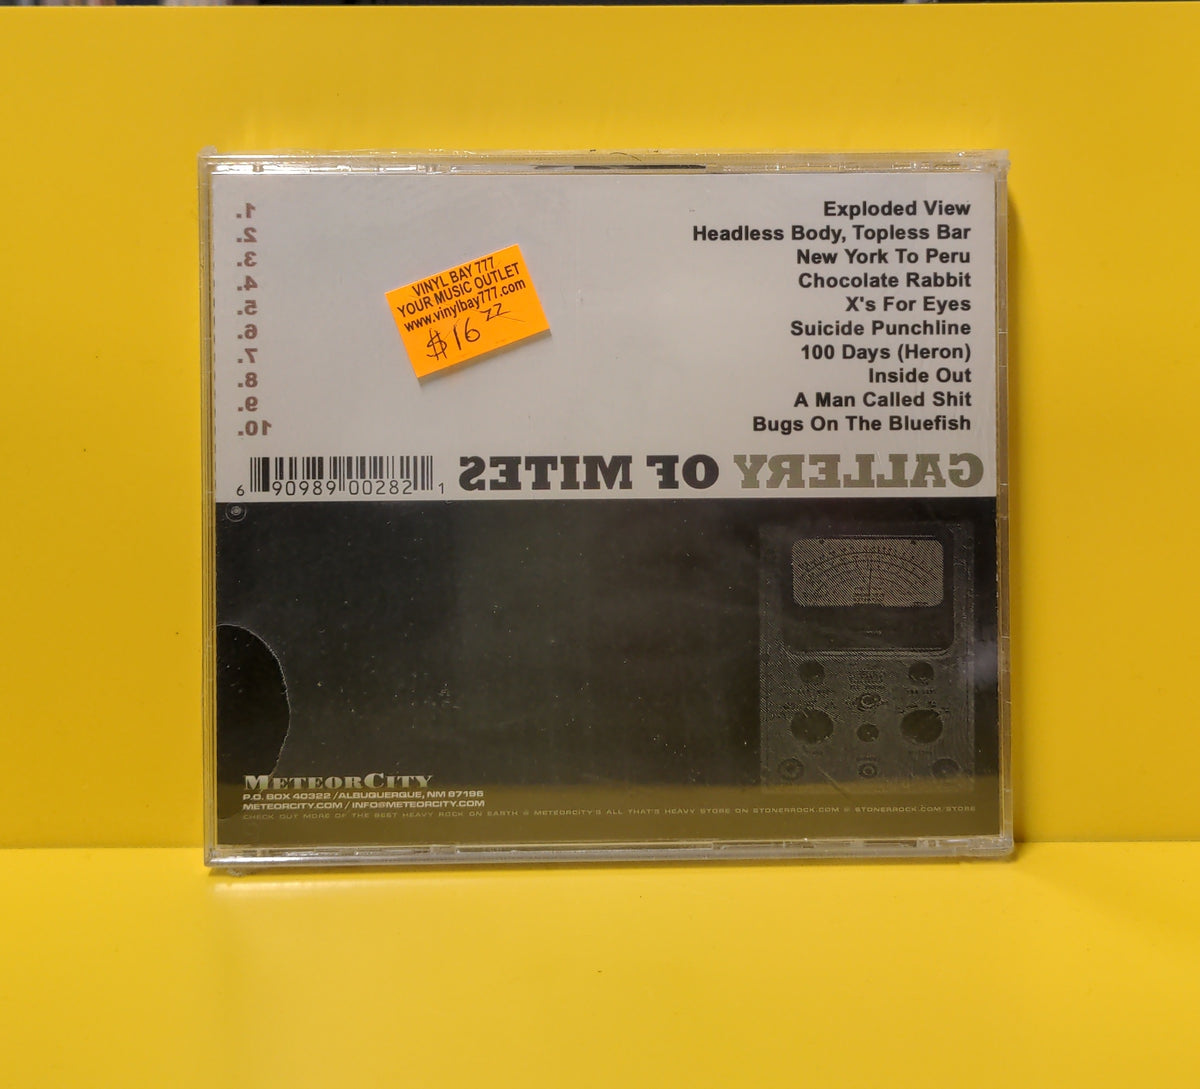 1. Exploded View
2. Headless Body, Topless Bar
3. New York To Peru
4. Chocolate Rabbit
5. X's For Eyes
6. Suicide Punchline
7. 100 Days (Heron)
8. Inside Out
9. A Man Called Shit
10. Bugs On The Bluefish
VINYL BAY 777
YOUR MUSIC OUTLET
www.vinylbay777.com
$16 22
GALLERY OF MITES
6 90989 00282 1
METEORCITY
P.O. BOX 40322 / ALBUQUERQUE, NM 87196
METEORCITY.COM / INFO@METEORCITY.COM
CHECK OUT MORE OF THE BEST HEAVY ROCK ON EARTH @ METEORCITY'S ALL THAT'S HEAVY STORE ON STONERROCK.COM @ STONERROCK.COM/STORE